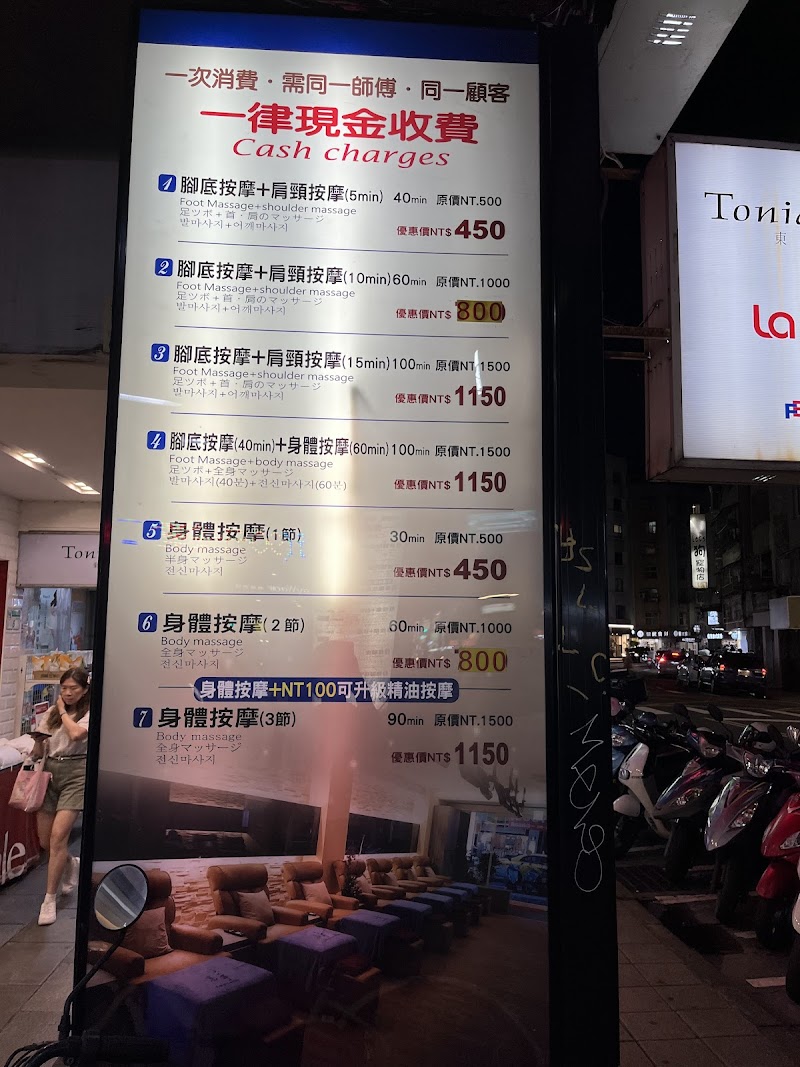 一次消費・需同一師傅・同一顧客
一律現金收費
Cash charges
1 腳底按摩+肩頸按摩(5min) 40min 原價NT.500
Foot Massage+shoulder massage
足ツボ+首・肩のマッサージ
발마사지+어깨마사지
優惠價NT$ 450
2 腳底按摩+肩頸按摩(10min) 60min 原價NT.1000
Foot Massage+shoulder massage
足ツボ+首・肩のマッサージ
발마사지+어깨마사지
優惠價NT$ 800
3 腳底按摩+肩頸按摩(15min) 100min 原價NT.1500
Foot Massage+shoulder massage
足ツボ+首・肩のマッサージ
발마사지+어깨마사지
優惠價NT$ 1150
4 腳底按摩(40min)+身體按摩(60min) 100min 原價NT.1500
Foot Massage+body massage
足ツボ+全身マッサージ
발마사지(40분)+전신마사지(60분)
優惠價NT$ 1150
5 身體按摩(1節) 30min 原價NT.500
Body massage
半身マッサージ
전신마사지
優惠價NT$ 450
6 身體按摩(2節) 60min 原價NT.1000
Body massage
全身マッサージ
전신마사지
優惠價NT$ 800
身體按摩+NT100可升級精油按摩
7 身體按摩(3節) 90min 原價NT.1500
Body massage
全身マッサージ
전신마사지
優惠價NT$ 1150
Toni
東
La
Ton